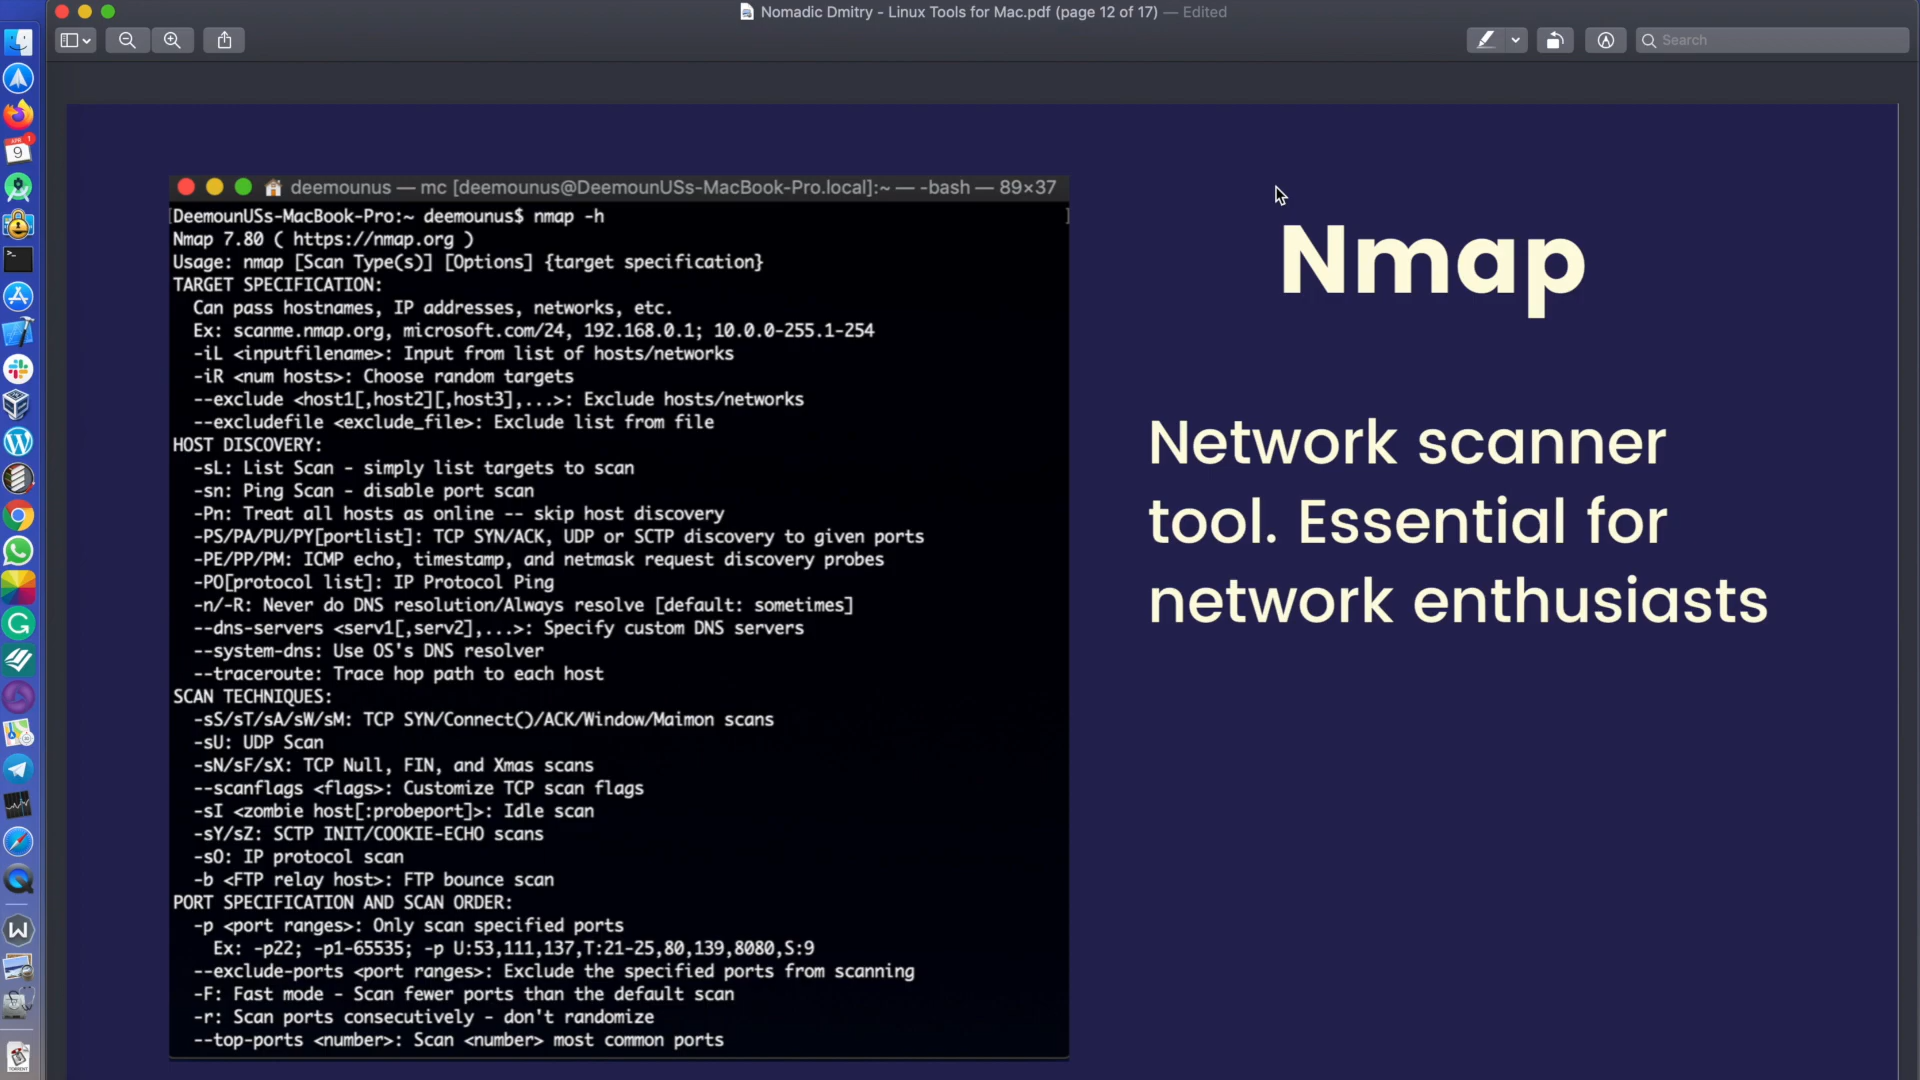 Nomadic Dmitry - Linux Tools for Mac.pdf (page 12 of 17) — Edited
Search
APR
1
9
deemounus — mc [deemounus@DeemounUSs-MacBook-Pro.local]:~ — -bash — 89×37
[DeemounUSs-MacBook-Pro:~ deemounus$ nmap -h ]
Nmap 7.80 ( https://nmap.org )
Usage: nmap [Scan Type(s)] [Options] {target specification}
TARGET SPECIFICATION:
Can pass hostnames, IP addresses, networks, etc.
Ex: scanme.nmap.org, microsoft.com/24, 192.168.0.1; 10.0.0-255.1-254
-iL <inputfilename>: Input from list of hosts/networks
-iR <num hosts>: Choose random targets
--exclude <host1[,host2][,host3],...>: Exclude hosts/networks
--excludefile <exclude_file>: Exclude list from file
HOST DISCOVERY:
-sL: List Scan - simply list targets to scan
-sn: Ping Scan - disable port scan
-Pn: Treat all hosts as online -- skip host discovery
-PS/PA/PU/PY[portlist]: TCP SYN/ACK, UDP or SCTP discovery to given ports
-PE/PP/PM: ICMP echo, timestamp, and netmask request discovery probes
-PO[protocol list]: IP Protocol Ping
-n/-R: Never do DNS resolution/Always resolve [default: sometimes]
--dns-servers <serv1[,serv2],...>: Specify custom DNS servers
--system-dns: Use OS's DNS resolver
--traceroute: Trace hop path to each host
SCAN TECHNIQUES:
-sS/sT/sA/sW/sM: TCP SYN/Connect()/ACK/Window/Maimon scans
-sU: UDP Scan
-sN/sF/sX: TCP Null, FIN, and Xmas scans
--scanflags <flags>: Customize TCP scan flags
-sI <zombie host[:probeport]>: Idle scan
-sY/sZ: SCTP INIT/COOKIE-ECHO scans
-sO: IP protocol scan
-b <FTP relay host>: FTP bounce scan
PORT SPECIFICATION AND SCAN ORDER:
-p <port ranges>: Only scan specified ports
Ex: -p22; -p1-65535; -p U:53,111,137,T:21-25,80,139,8080,S:9
--exclude-ports <port ranges>: Exclude the specified ports from scanning
-F: Fast mode - Scan fewer ports than the default scan
-r: Scan ports consecutively - don't randomize
--top-ports <number>: Scan <number> most common ports
Nmap
Network scanner
tool. Essential for
network enthusiasts